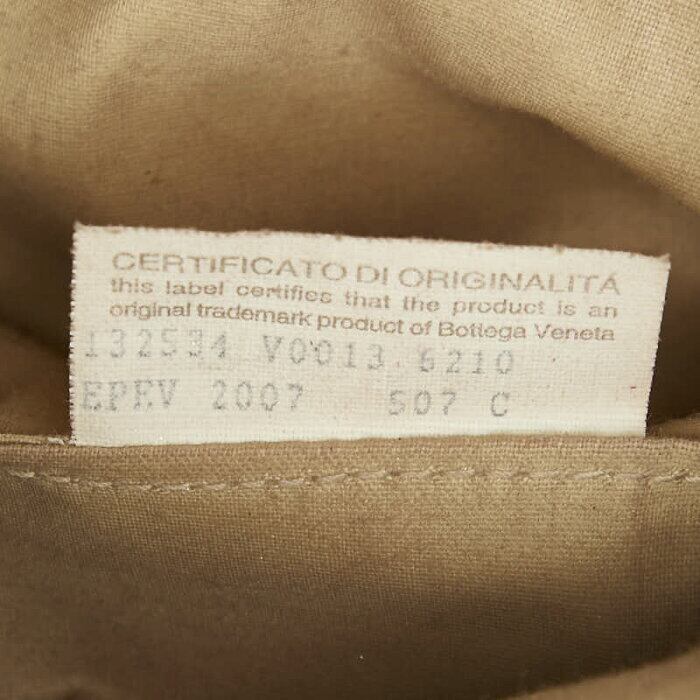 CERTIFICATO DI ORIGINALITÁ
this label certifies that the product is an
original trademark product of Bottega Veneta
132534 V0013 6210
EPEV 2007 507 C